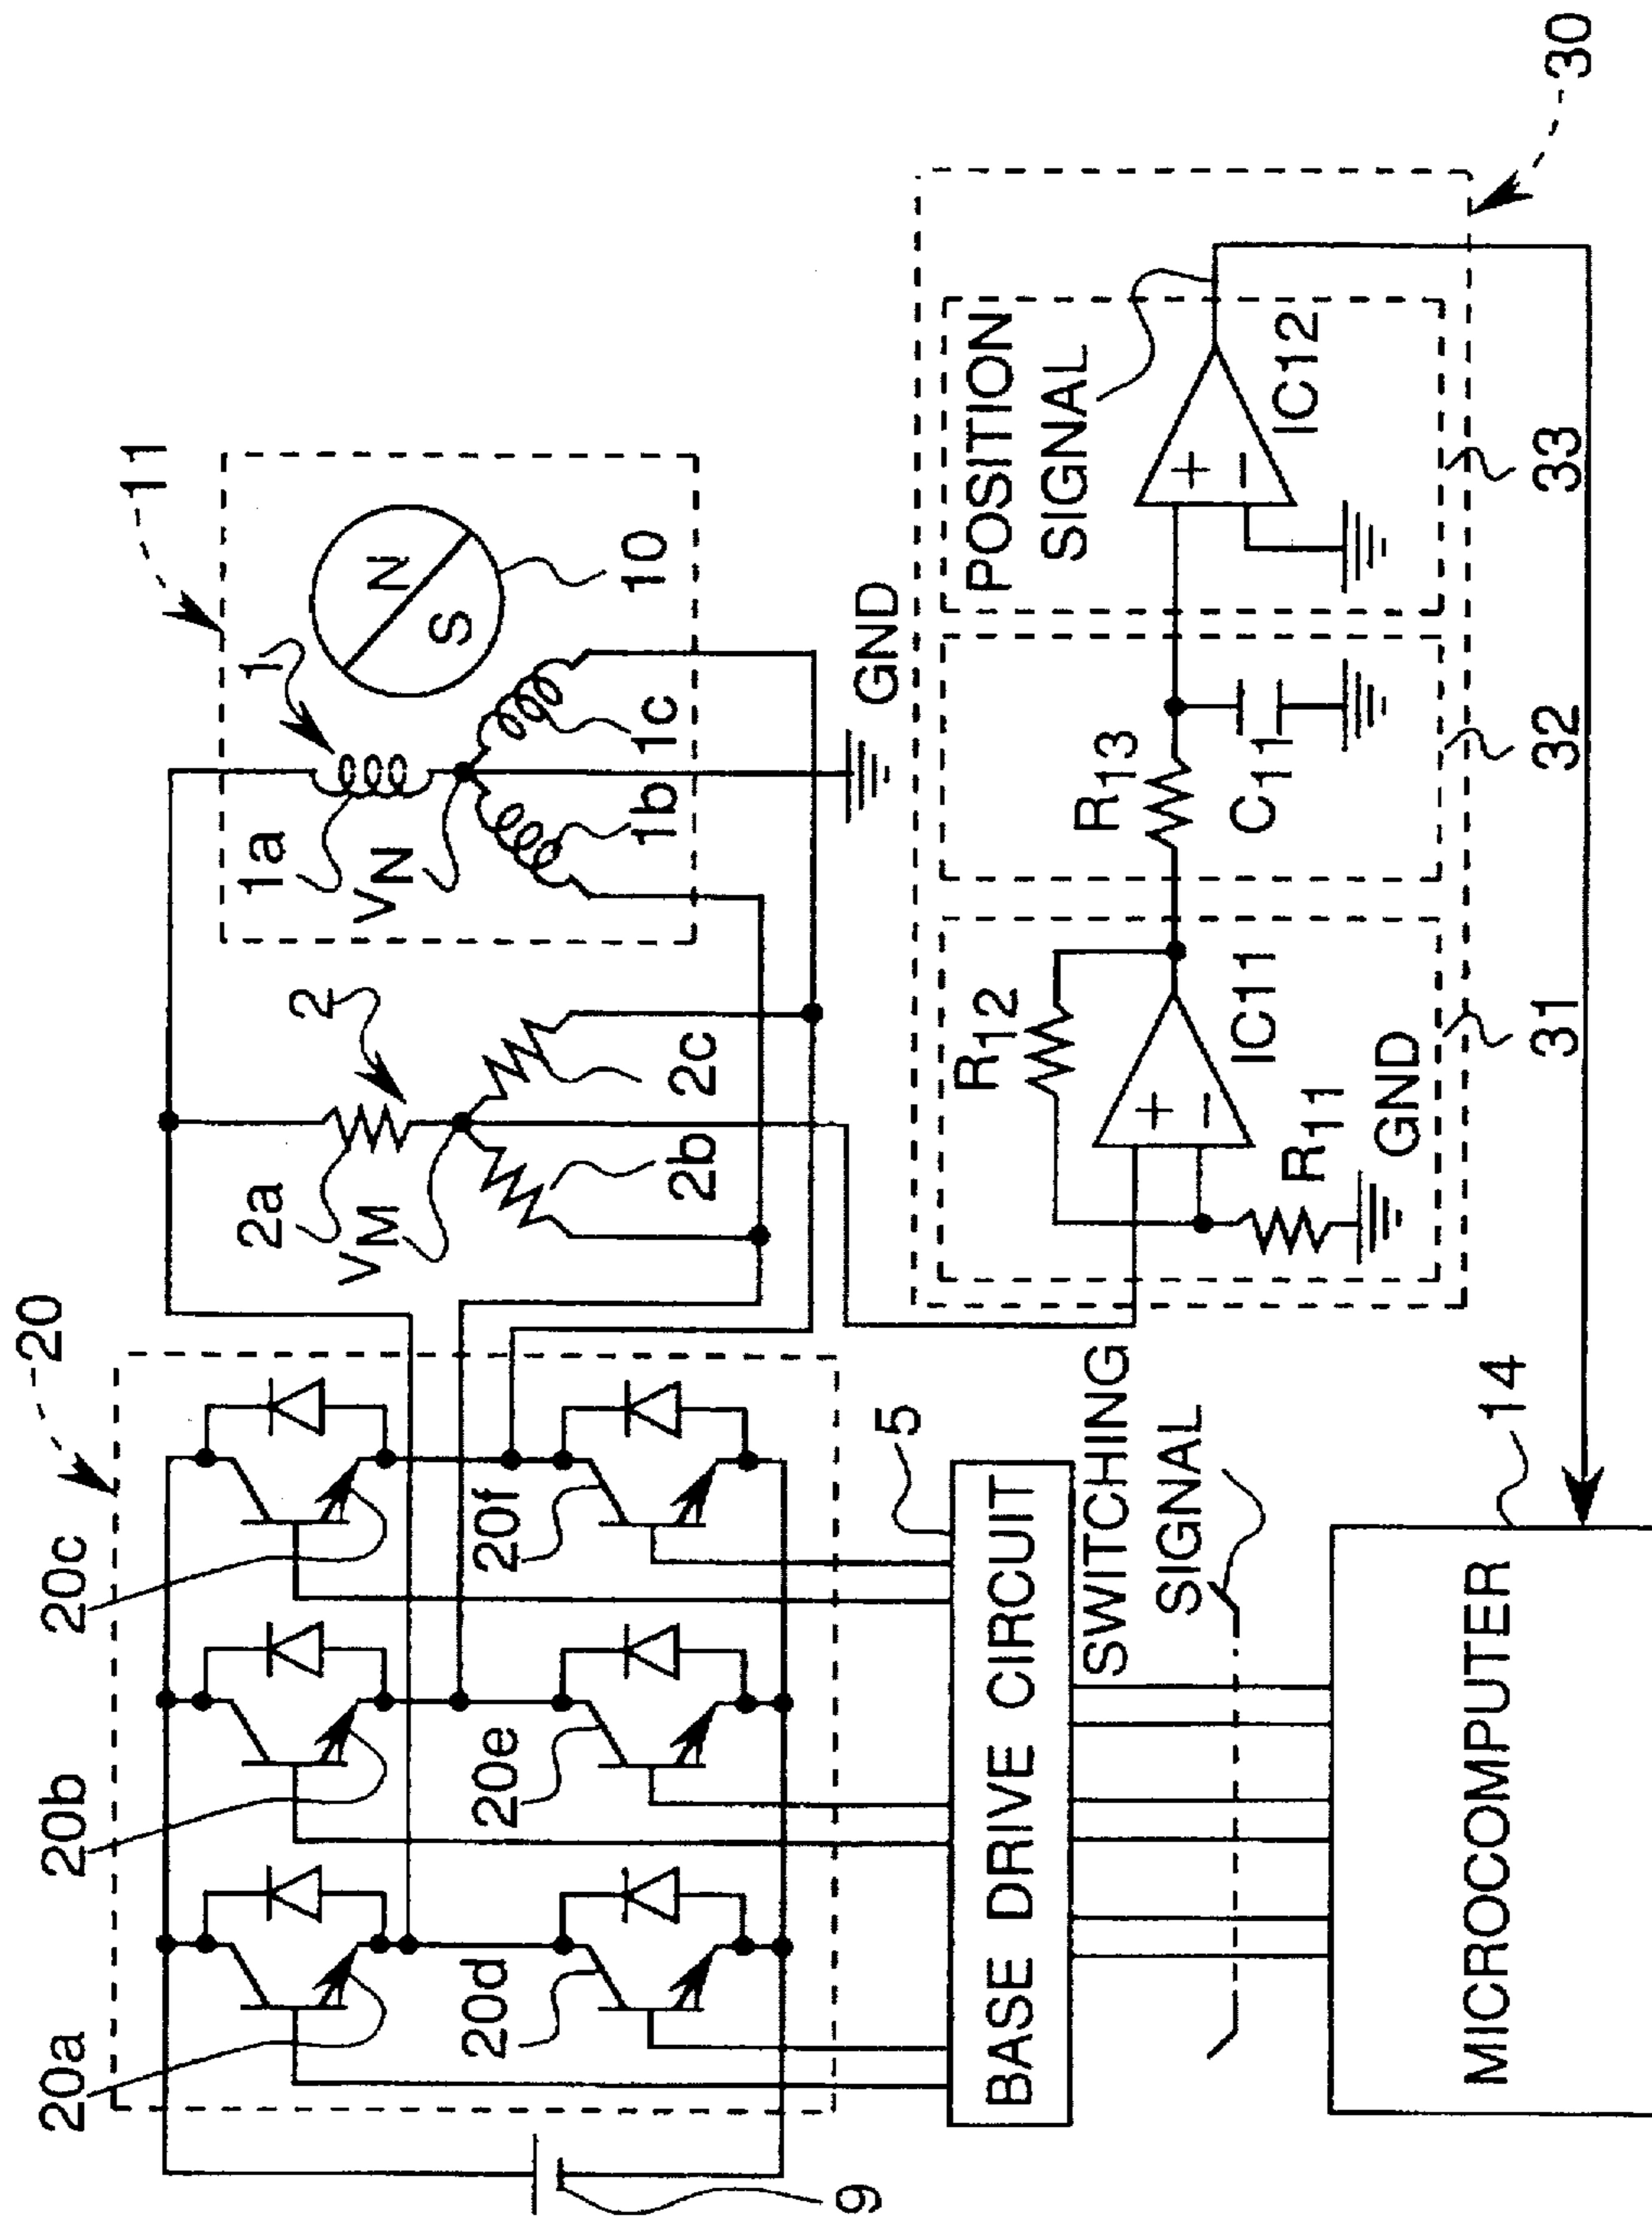 20
20a
20b
20c
20d
20e
20f
9
5
BASE DRIVE CIRCUIT
SWITCHING
SIGNAL
14
MICROCOMPUTER
2
2a
VM
2b
2c
11
1
1a
VN
1b
1c
N
S
10
GND
R12
IC11
R11
GND
31
R13
C11
32
POSITION
SIGNAL
IC12
33
30
+
−
+
−